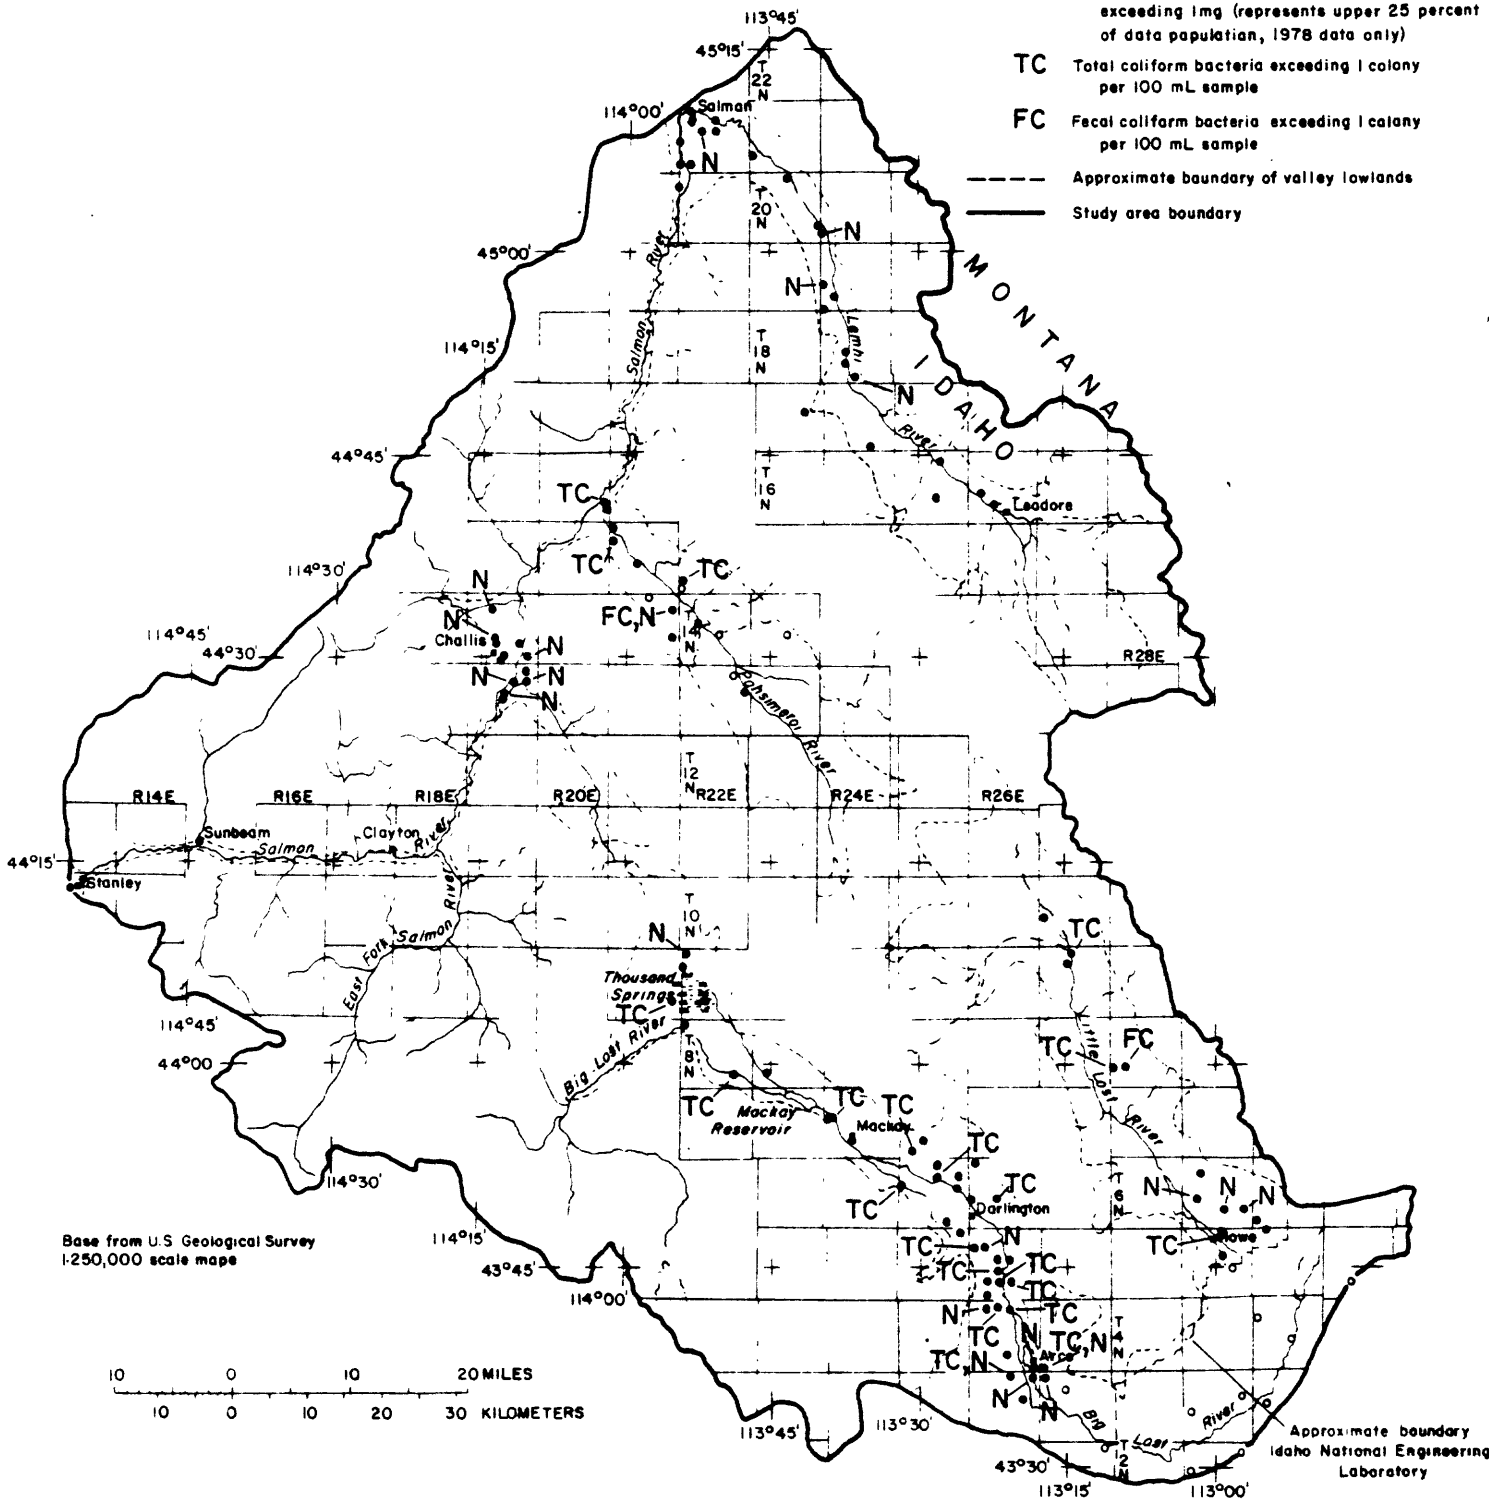 exceeding 1mg (represents upper 25 percent
of data papulation, 1978 data only)
TC Total coliform bacteria exceeding 1 colony
per 100 mL sample
FC Fecal coliform bacteria exceeding 1 colony
per 100 mL sample
Approximate boundary of valley lowlands
Study area boundary
113°45'
45°15'
T
22
N
114°00'
Salmon
N
T
20
N
N
45°00'
River
MONTANA
N
Salmon
Lemhi
114°15'
T
18
N
IDAHO
N
River
44°45'
T
16
N
TC
Leadore
TC
TC
114°30'
N
FC,N
N
T
14
N
114°45'
44°30'
Challis
N
R28E
N
N
N
Pahsimeroi River
T
12
N
R14E
R16E
R18E
R20E
R22E
R24E
R26E
Sunbeam
Clayton
River
Salmon
44°15'
Stanley
River
T
10
N
East Fork Salmon
N
TC
Thousand
Springs
TC
114°45'
Big Lost River
Little Lost River
TC
FC
44°00'
T
8
N
TC
TC
TC
Mackay
Reservoir
Mackay
TC
114°30'
TC
T
6
N
N
N
N
TC
Darlington
Base from U.S. Geological Survey
1:250,000 scale maps
114°15'
43°45'
TC
N
TC
Howe
TC
TC
TC
114°00'
N
TC
TC
N
TC,N
T
4
N
TC,N
Arco
N
N
10 0 10 20 MILES
10 0 10 20 30 KILOMETERS
113°45'
113°30'
Big Lost River
T
2
N
43°30'
113°15'
113°00'
Approximate boundary
Idaho National Engineering
Laboratory